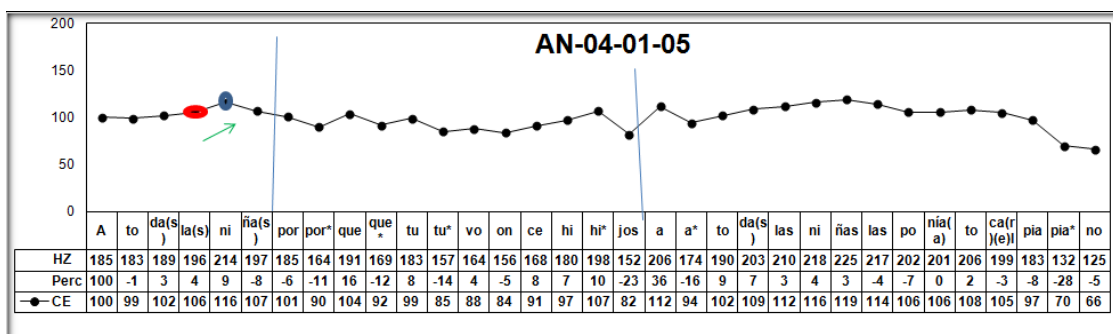 AN-04-01-05
200
150
100
50
0
A to da(s) la(s) ni ña(s) por por* que que* tu tu* vo on ce hi hi* jos a a* to da(s) las ni ñas las po nía(a) to ca(r)(e)l pia pia* no
HZ 185 183 189 196 214 197 185 164 191 169 183 157 164 156 168 180 198 152 206 174 190 203 210 218 225 217 202 201 206 199 183 132 125
Perc 100 -1 3 4 9 -8 -6 -11 16 -12 8 -14 4 -5 8 7 10 -23 36 -16 9 7 3 4 3 -4 -7 0 2 -3 -8 -28 -5
CE 100 99 102 106 116 107 101 90 104 92 99 85 88 84 91 97 107 82 112 94 102 109 112 116 119 114 106 106 108 105 97 70 66